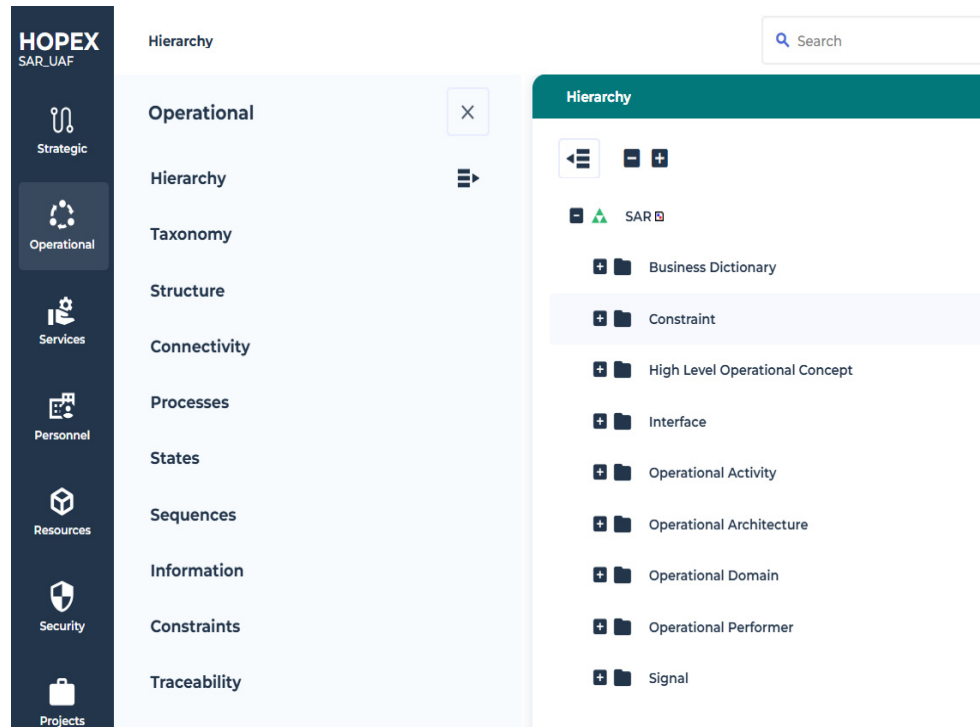 HOPEX
SAR_UAF
Strategic
Operational
Services
Personnel
Resources
Security
Projects
Hierarchy
Search
Operational
Hierarchy
Taxonomy
Structure
Connectivity
Processes
States
Sequences
Information
Constraints
Traceability
Hierarchy
SAR
Business Dictionary
Constraint
High Level Operational Concept
Interface
Operational Activity
Operational Architecture
Operational Domain
Operational Performer
Signal